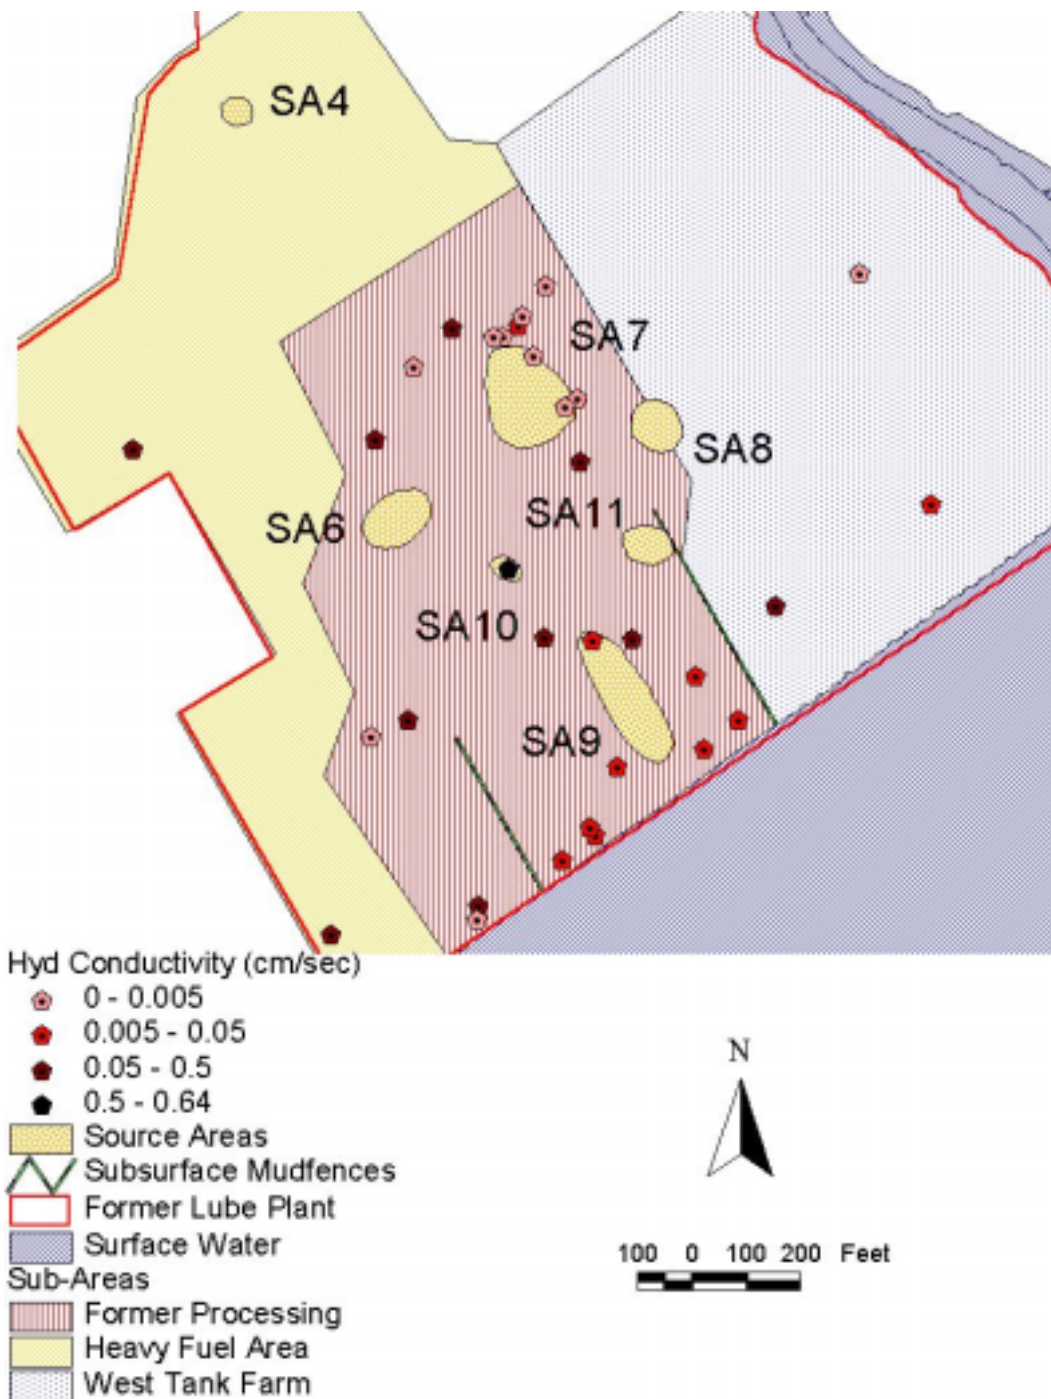 SA4
SA7
SA8
SA6
SA11
SA10
SA9
Hyd Conductivity (cm/sec)
0 - 0.005
0.005 - 0.05
0.05 - 0.5
0.5 - 0.64
Source Areas
Subsurface Mudfences
Former Lube Plant
Surface Water
Sub-Areas
Former Processing
Heavy Fuel Area
West Tank Farm
N
100 0 100 200 Feet